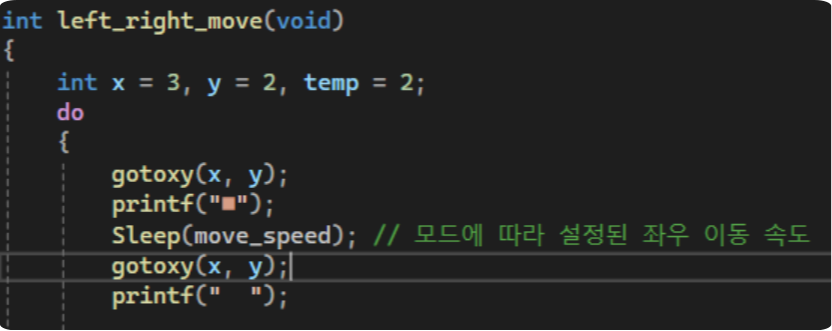 int left_right_move(void)
{
int x = 3, y = 2, temp = 2;
do
{
gotoxy(x, y);
printf("■");
Sleep(move_speed); // 모드에 따라 설정된 좌우 이동 속도
gotoxy(x, y);
printf("  ");